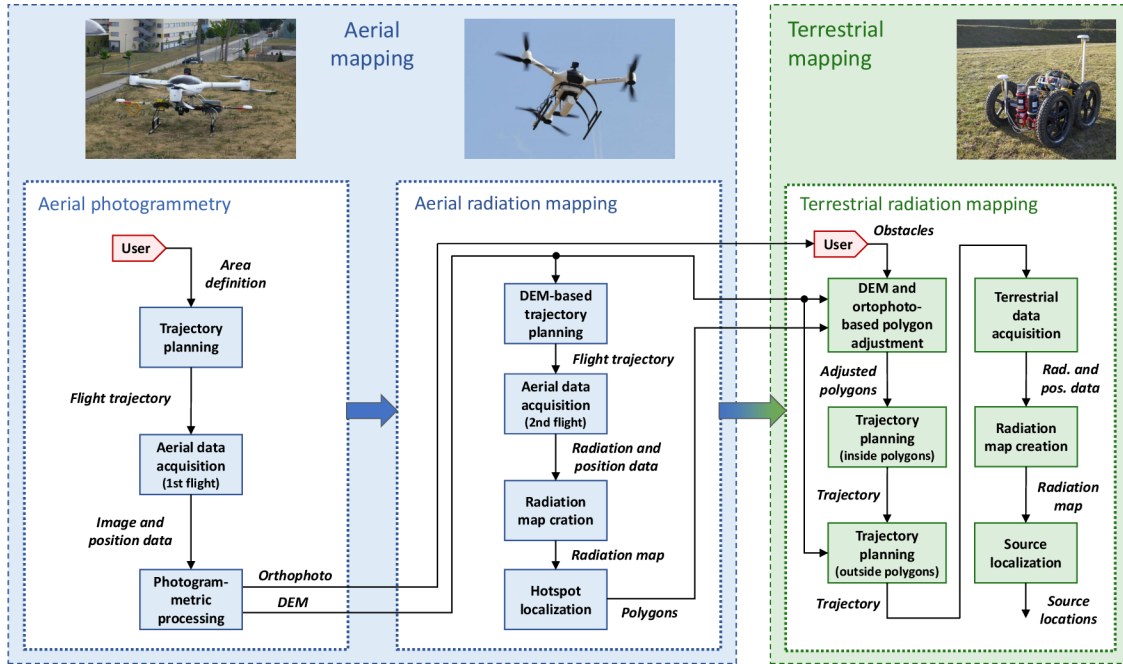 Aerial
mapping
Terrestrial
mapping
Aerial photogrammetry
User
Area
definition
Trajectory
planning
Flight trajectory
Aerial data
acquisition
(1st flight)
Image and
position data
Photogram-
metric
processing
Orthophoto
DEM
Aerial radiation mapping
DEM-based
trajectory
planning
Flight trajectory
Aerial data
acquisition
(2nd flight)
Radiation and
position data
Radiation
map cration
Radiation map
Hotspot
localization
Polygons
Terrestrial radiation mapping
User
Obstacles
DEM and
ortophoto-
based polygon
adjustment
Adjusted
polygons
Trajectory
planning
(inside polygons)
Trajectory
Trajectory
planning
(outside polygons)
Trajectory
Terrestrial
data
acquisition
Rad. and
pos. data
Radiation
map creation
Radiation
map
Source
localization
Source
locations